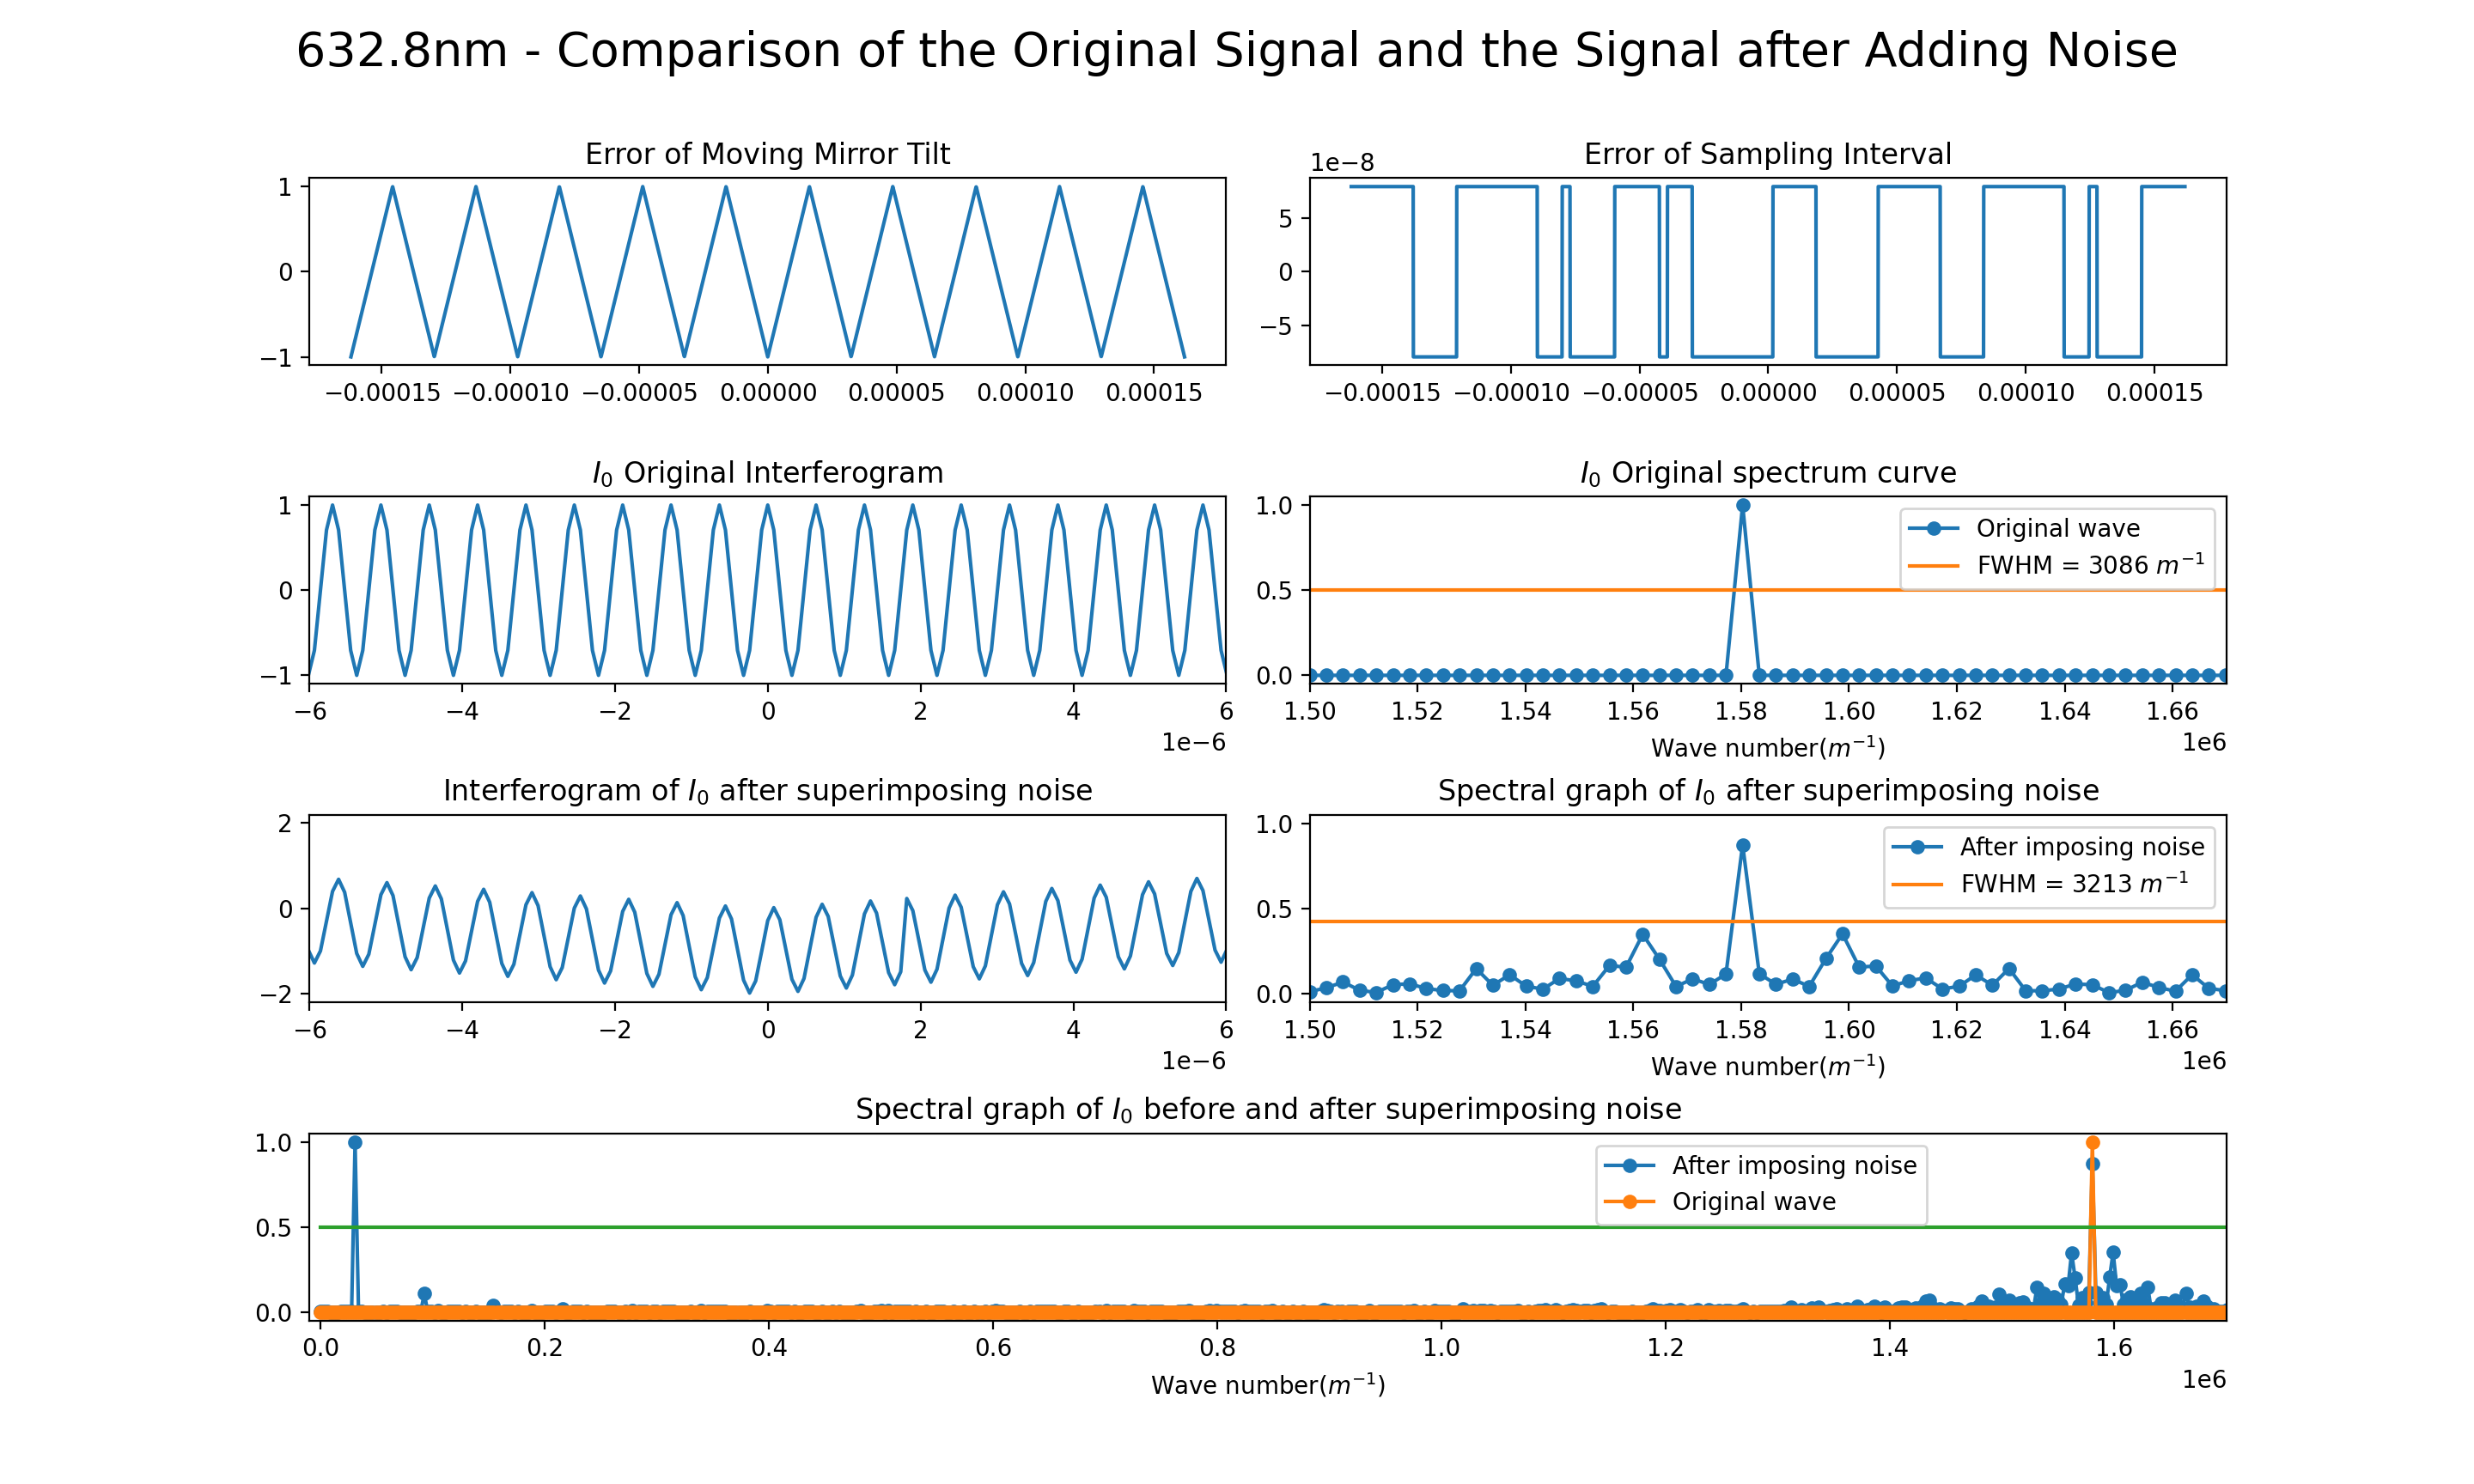 632.8nm - Comparison of the Original Signal and the Signal after Adding Noise
Error of Moving Mirror Tilt
1
0
−1
−0.00015 −0.00010 −0.00005 0.00000 0.00005 0.00010 0.00015
Error of Sampling Interval
1e−8
5
0
−5
−0.00015 −0.00010 −0.00005 0.00000 0.00005 0.00010 0.00015
I₀ Original Interferogram
1
0
−1
−6 −4 −2 0 2 4 6
1e−6
I₀ Original spectrum curve
1.0
0.5
0.0
Original wave
FWHM = 3086 m⁻¹
1.50 1.52 1.54 1.56 1.58 1.60 1.62 1.64 1.66
Wave number(m⁻¹)
1e6
Interferogram of I₀ after superimposing noise
2
0
−2
−6 −4 −2 0 2 4 6
1e−6
Spectral graph of I₀ after superimposing noise
1.0
0.5
0.0
After imposing noise
FWHM = 3213 m⁻¹
1.50 1.52 1.54 1.56 1.58 1.60 1.62 1.64 1.66
Wave number(m⁻¹)
1e6
Spectral graph of I₀ before and after superimposing noise
1.0
0.5
0.0
After imposing noise
Original wave
0.0 0.2 0.4 0.6 0.8 1.0 1.2 1.4 1.6
Wave number(m⁻¹)
1e6